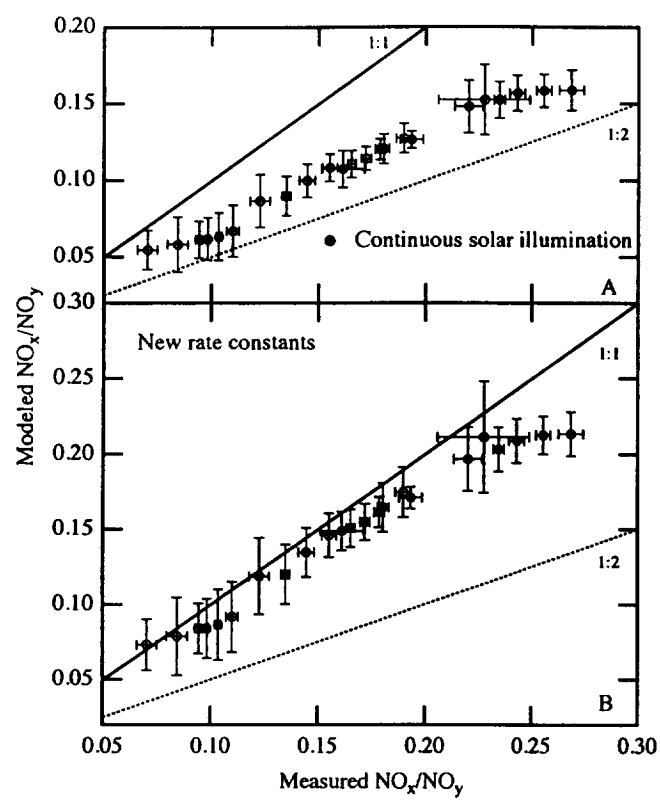 0.20
1:1
0.15
1:2
0.10
● Continuous solar illumination
0.05
A
0.30
New rate constants
1:1
0.25
0.20
0.15
1:2
0.10
0.05
B
0.05 0.10 0.15 0.20 0.25 0.30
Modeled NOx/NOy
Measured NOx/NOy